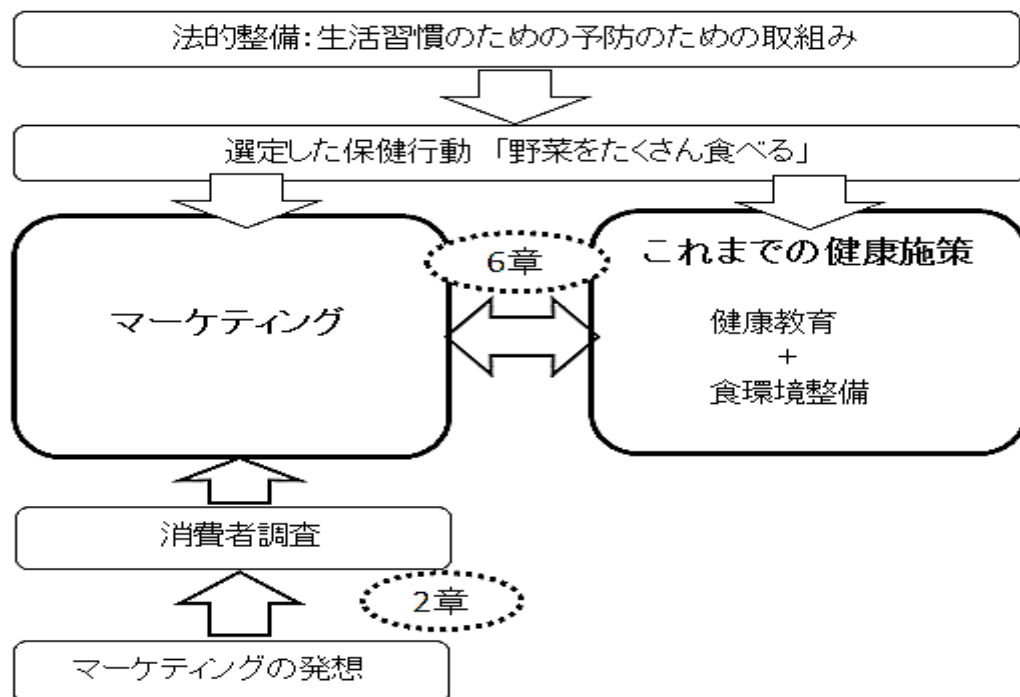 法的整備:生活習慣のための予防のための取組み
選定した保健行動 「野菜をたくさん食べる」
6章
これまでの健康施策
マーケティング
健康教育
+
食環境整備
消費者調査
2章
マーケティングの発想